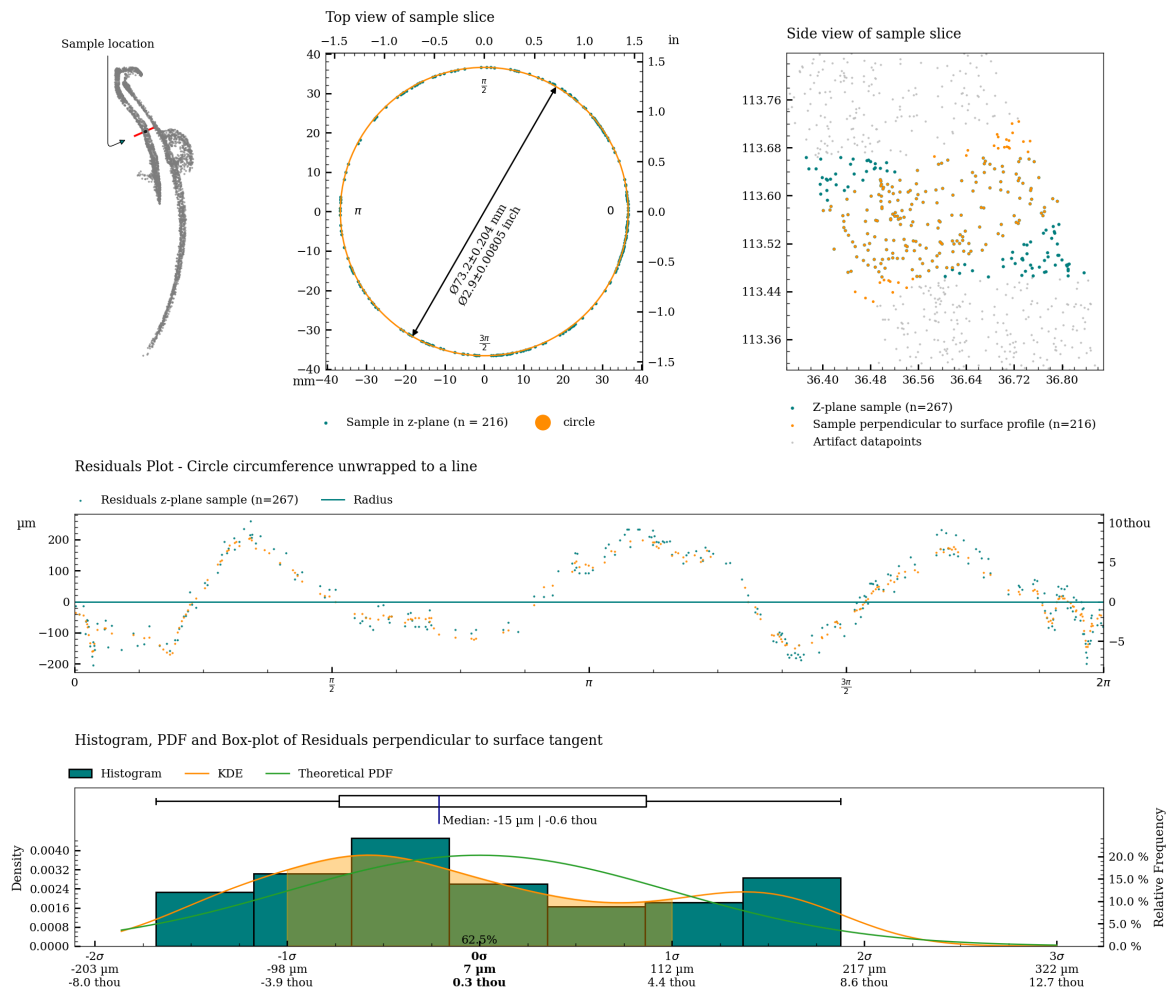 Top view of sample slice
Sample location
Side view of sample slice
−1.5 −1.0 −0.5 0.0 0.5 1.0 1.5 in
40
30
20
10
0
−10
−20
−30
−40
1.5
1.0
0.5
0.0
−0.5
−1.0
−1.5
π/2
π
0
3π/2
Ø73.2±0.204 mm
Ø2.9±0.00805 inch
mm−40 −30 −20 −10 0 10 20 30 40
Sample in z-plane (n = 216)
circle
113.76
113.68
113.60
113.52
113.44
113.36
36.40 36.48 36.56 36.64 36.72 36.80
Z-plane sample (n=267)
Sample perpendicular to surface profile (n=216)
Artifact datapoints
Residuals Plot - Circle circumference unwrapped to a line
Residuals z-plane sample (n=267)
Radius
µm
200
100
0
−100
−200
10thou
5
0
−5
0 π/2 π 3π/2 2π
Histogram, PDF and Box-plot of Residuals perpendicular to surface tangent
Histogram
KDE
Theoretical PDF
Median: -15 µm | -0.6 thou
Density
0.0040
0.0032
0.0024
0.0016
0.0008
0.0000
Relative Frequency
20.0 %
15.0 %
10.0 %
5.0 %
0.0 %
62.5%
-2σ -1σ 0σ 1σ 2σ 3σ
-203 µm -98 µm 7 µm 112 µm 217 µm 322 µm
-8.0 thou -3.9 thou 0.3 thou 4.4 thou 8.6 thou 12.7 thou